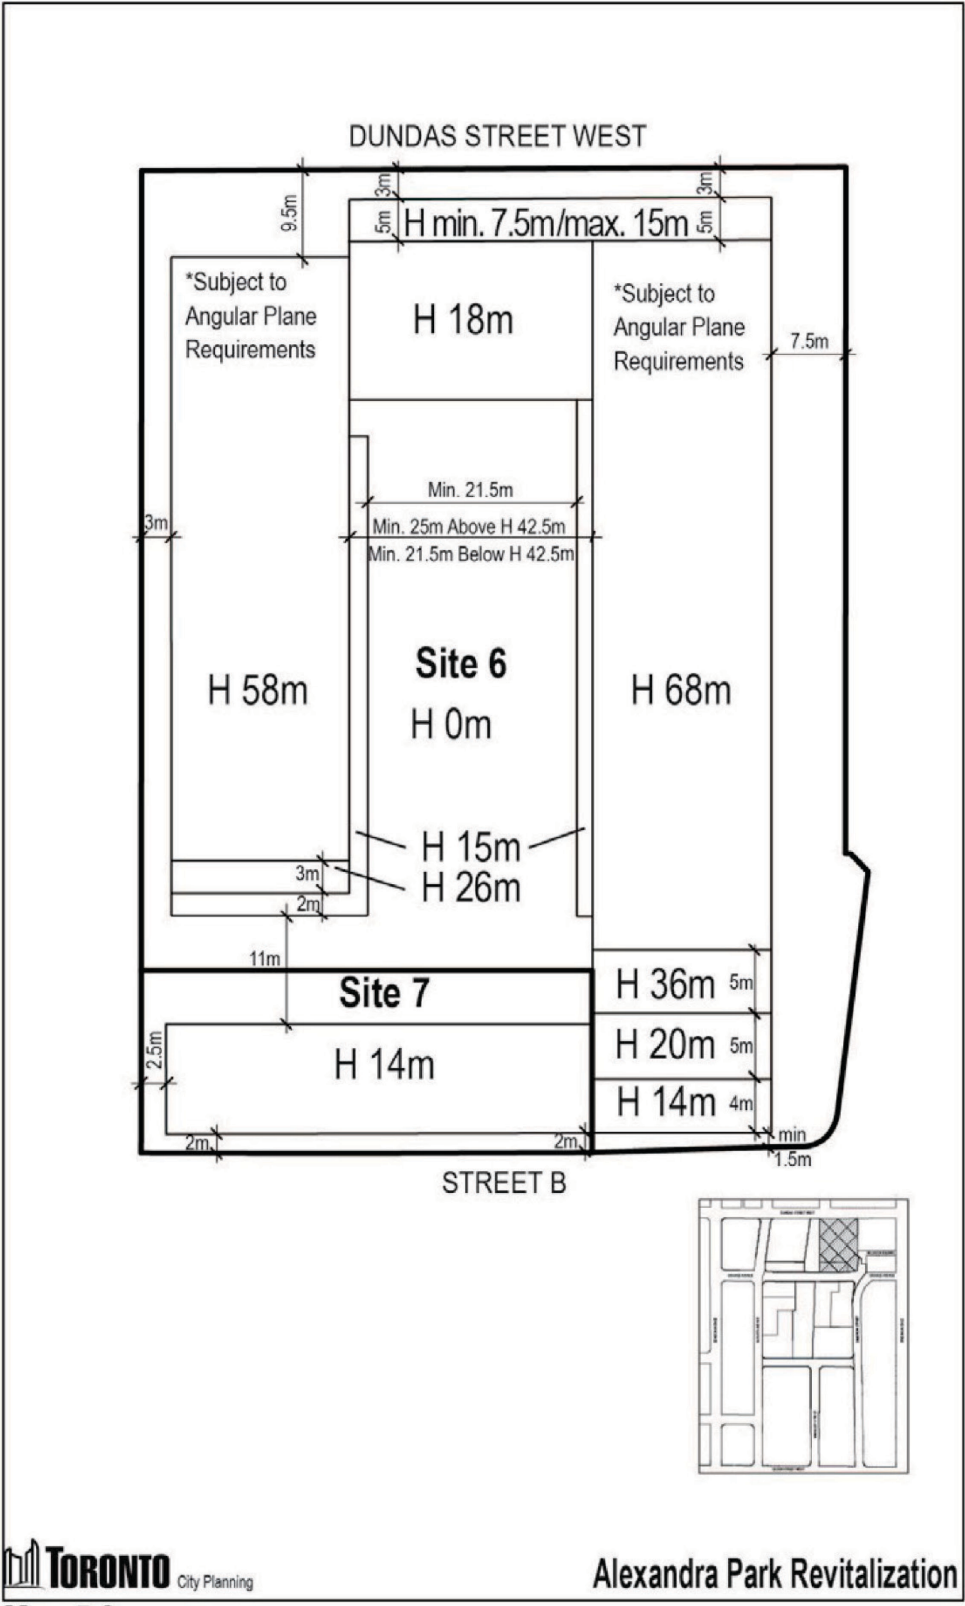 DUNDAS STREET WEST
9.5m
3m
3m
5m
H min. 7.5m/max. 15m
5m
*Subject to
Angular Plane
Requirements
H 18m
*Subject to
Angular Plane
Requirements
7.5m
Min. 21.5m
3m
Min. 25m Above H 42.5m
Min. 21.5m Below H 42.5m
Site 6
H 58m
H 68m
H 0m
H 15m
3m
H 26m
2m
11m
Site 7
H 36m
5m
2.5m
H 14m
H 20m
5m
H 14m
4m
2m
2m
min
1.5m
STREET B
TORONTO
City Planning
Alexandra Park Revitalization